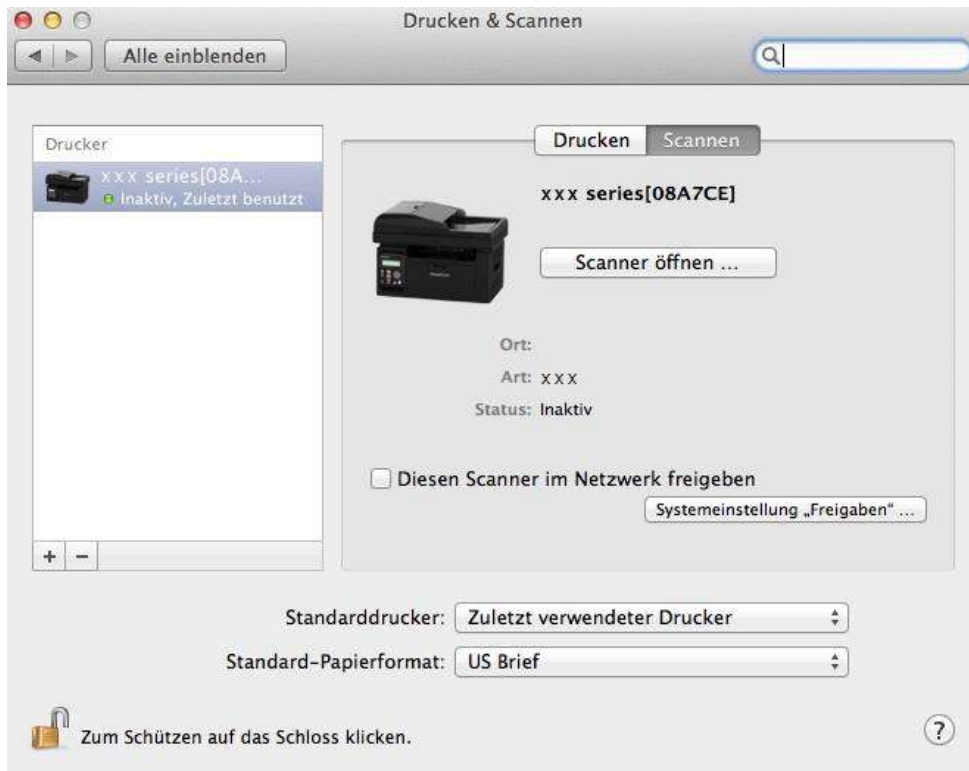 Drucken & Scannen
Alle einblenden
Drucker
xxx series[08A...
Inaktiv, Zuletzt benutzt
Drucken Scannen
xxx series[08A7CE]
Scanner öffnen ...
Ort:
Art: xxx
Status: Inaktiv
Diesen Scanner im Netzwerk freigeben
Systemeinstellung „Freigaben“ ...
+ −
Standarddrucker: Zuletzt verwendeter Drucker
Standard-Papierformat: US Brief
Zum Schützen auf das Schloss klicken.
?